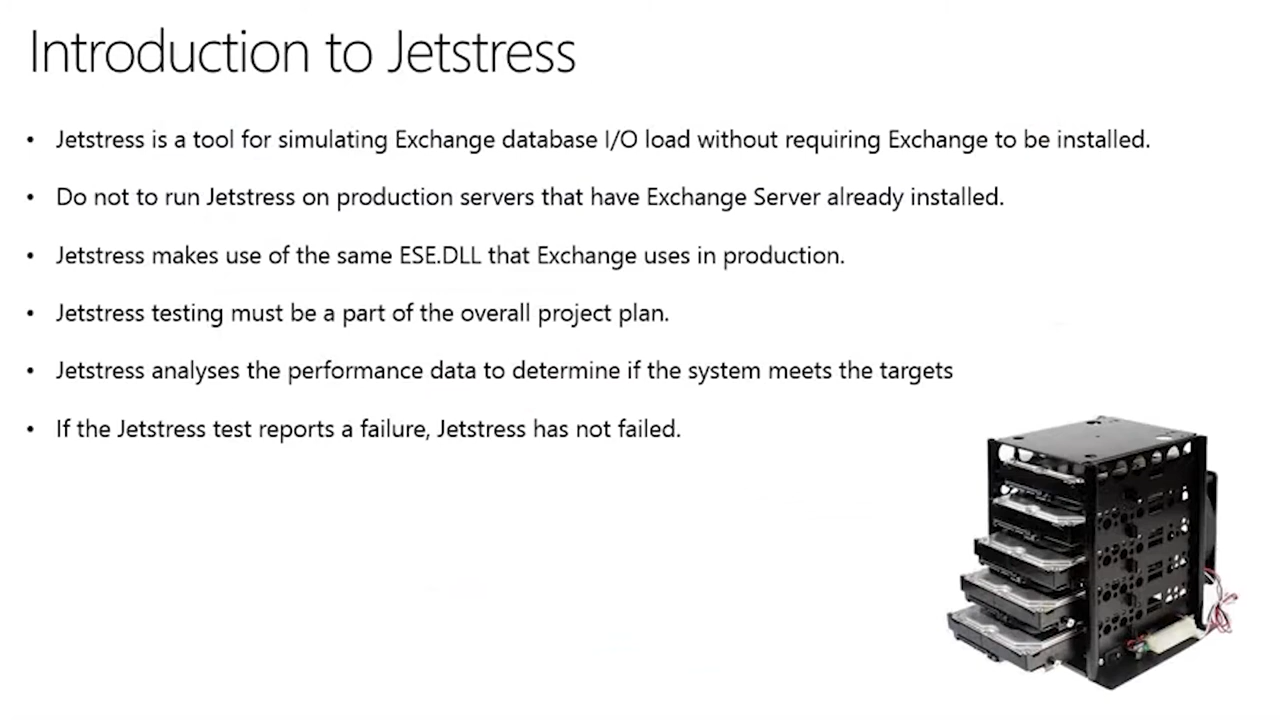 Introduction to Jetstress
• Jetstress is a tool for simulating Exchange database I/O load without requiring Exchange to be installed.
• Do not to run Jetstress on production servers that have Exchange Server already installed.
• Jetstress makes use of the same ESE.DLL that Exchange uses in production.
• Jetstress testing must be a part of the overall project plan.
• Jetstress analyses the performance data to determine if the system meets the targets
• If the Jetstress test reports a failure, Jetstress has not failed.